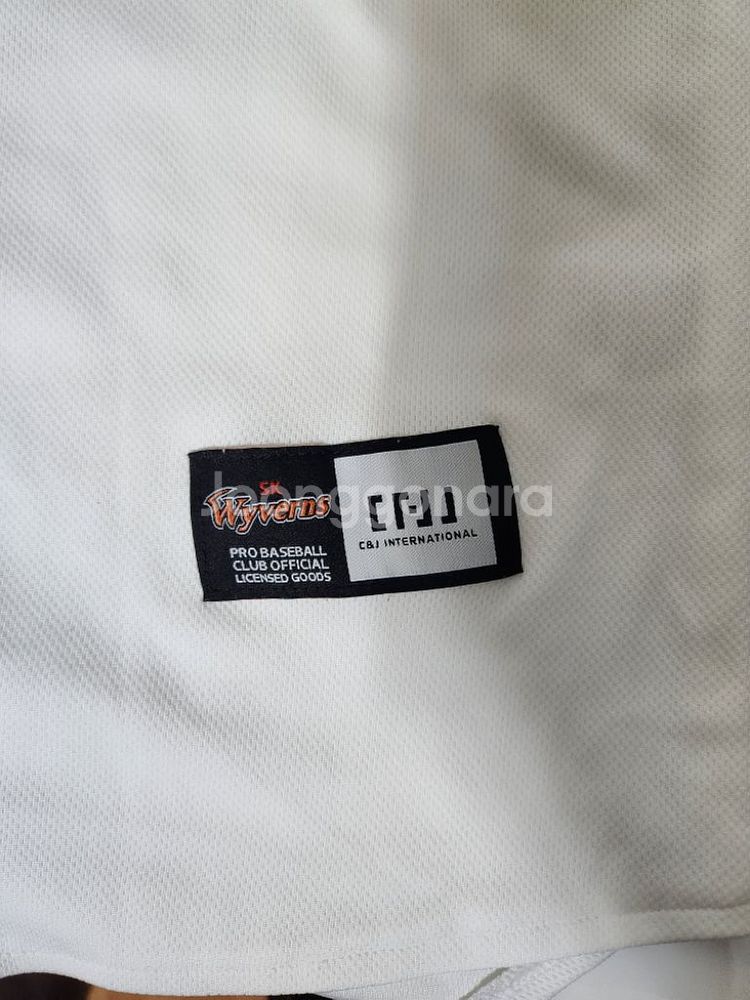 SK
Wyverns
PRO BASEBALL
CLUB OFFICIAL
LICENSED GOODS
C&J
C&J INTERNATIONAL
joonggonara